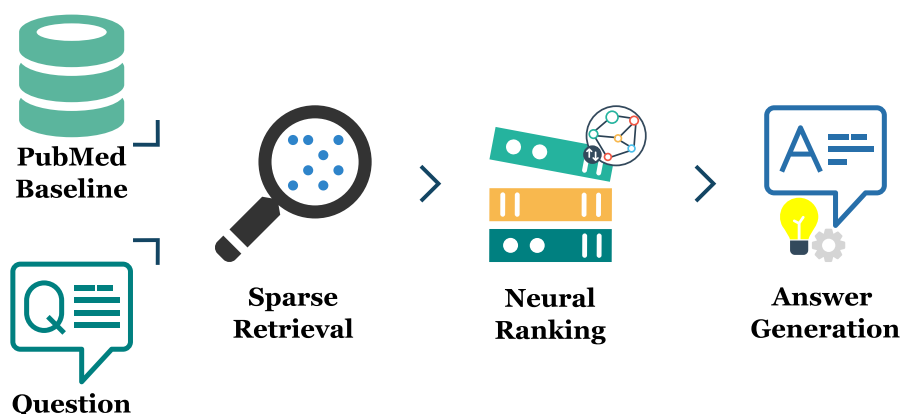 PubMed
Baseline
Q
Question
Sparse
Retrieval
Neural
Ranking
A
Answer
Generation